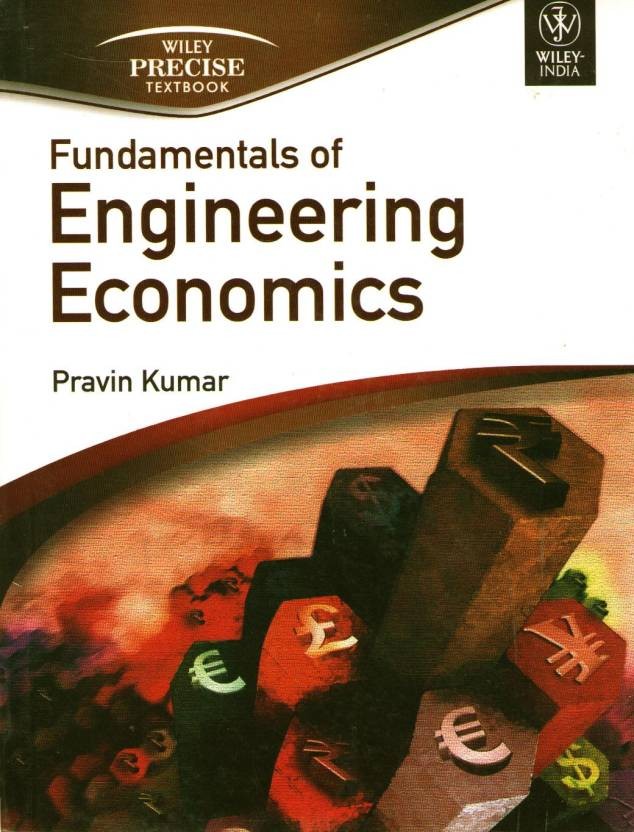 WILEY
PRECISE
TEXTBOOK
WILEY-
INDIA
Fundamentals of
Engineering
Economics
Pravin Kumar